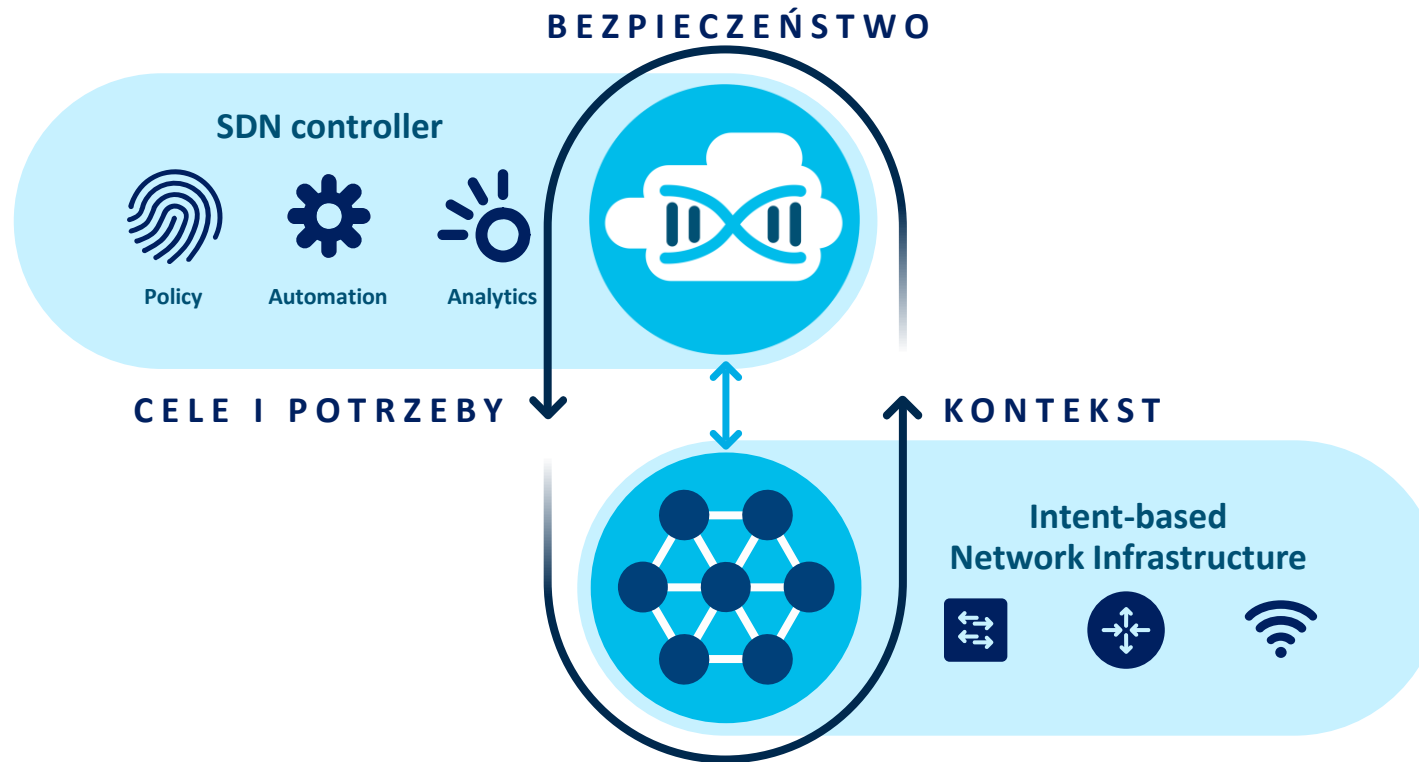 BEZPIECZEŃSTWO
SDN controller
Policy
Automation
Analytics
CELE I POTRZEBY
KONTEKST
Intent-based
Network Infrastructure